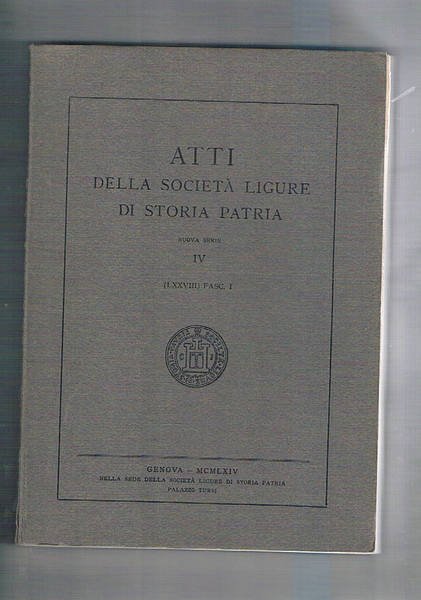 ATTI
DELLA SOCIETÀ LIGURE
DI STORIA PATRIA
NUOVA SERIE
IV
(LXXVIII) FASC. I
GENOVA – MCMLXIV
NELLA SEDE DELLA SOCIETÀ LIGURE DI STORIA PATRIA
PALAZZO TURSI